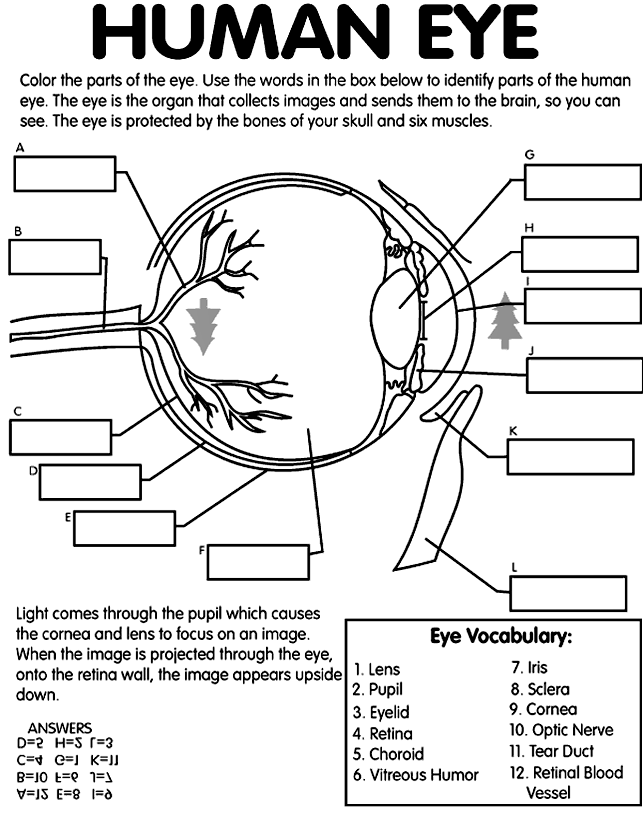 HUMAN EYE
Color the parts of the eye. Use the words in the box below to identify parts of the human
eye. The eye is the organ that collects images and sends them to the brain, so you can
see. The eye is protected by the bones of your skull and six muscles.
A
B
C
D
E
F
G
H
I
J
K
L
Light comes through the pupil which causes
the cornea and lens to focus on an image.
When the image is projected through the eye,
onto the retina wall, the image appears upside
down.
ANSWERS
D=5 H=2 L=3
C=4 G=1 K=11
B=10 F=6 J=7
A=12 E=8 I=9
Eye Vocabulary:
1. Lens
2. Pupil
3. Eyelid
4. Retina
5. Choroid
6. Vitreous Humor
7. Iris
8. Sclera
9. Cornea
10. Optic Nerve
11. Tear Duct
12. Retinal Blood
Vessel